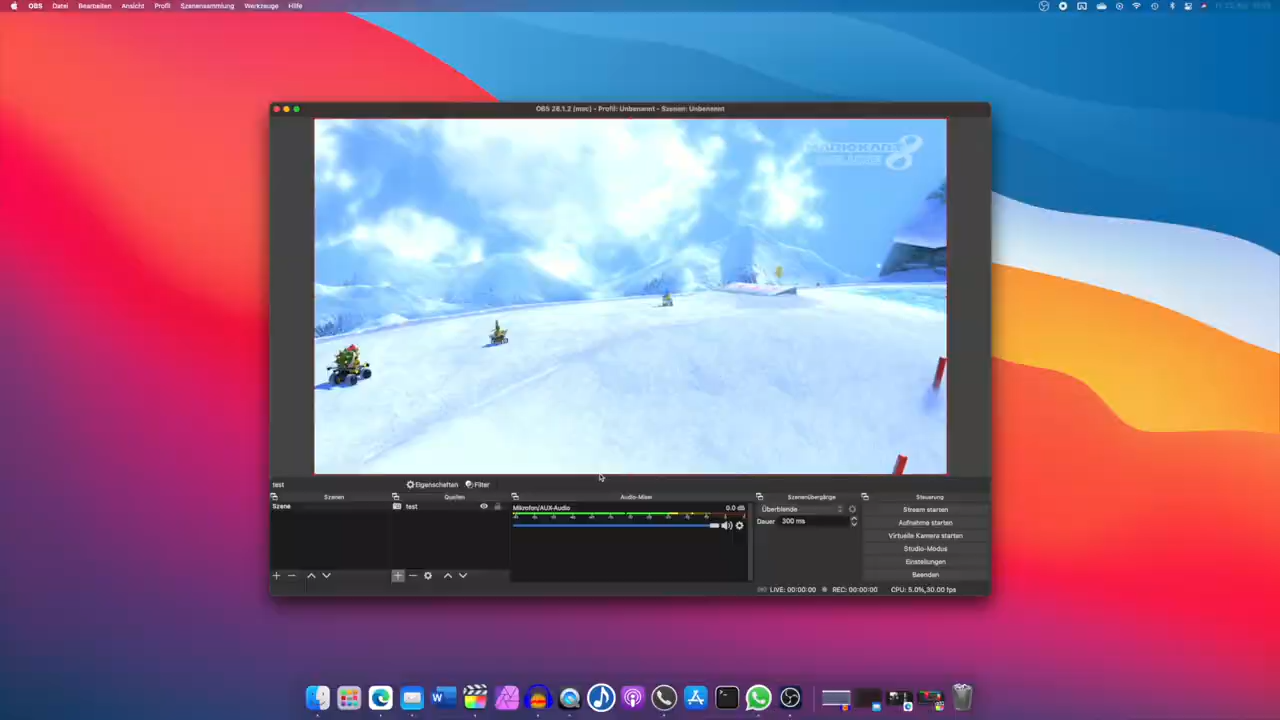 OBS Datei Bearbeiten Ansicht Profil Szenensammlung Werkzeuge Hilfe
OBS 26.1.2 (mac) - Profil: Unbenannt - Szenen: Unbenannt
MARIOKART 8
test Eigenschaften Filter
Szenen Quellen Audio-Mixer Szenenübergänge Steuerung
Szene test Mikrofon/AUX-Audio 0.0 dB Überblende Stream starten
Dauer 300 ms Aufnahme starten
Virtuelle Kamera starten
Studio-Modus
Einstellungen
Beenden
LIVE: 00:00:00 REC: 00:00:00 CPU: 5.0%,30.00 fps